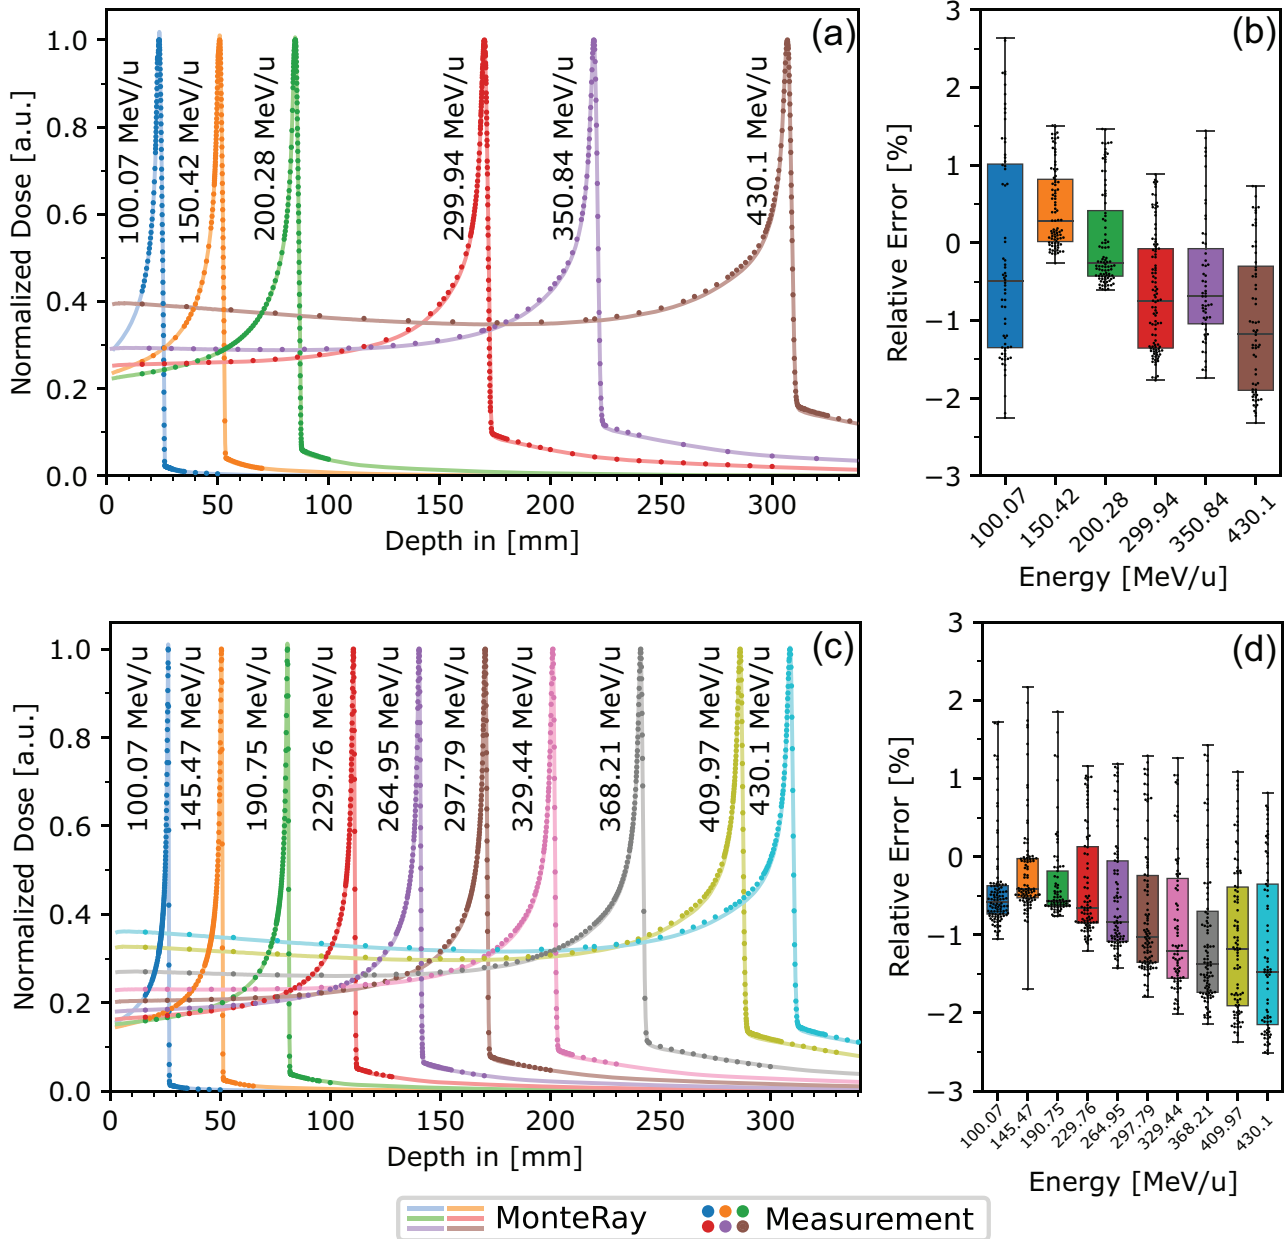 (a)
Normalized Dose [a.u.]
1.0
0.8
0.6
0.4
0.2
0.0
100.07 MeV/u
150.42 MeV/u
200.28 MeV/u
299.94 MeV/u
350.84 MeV/u
430.1 MeV/u
0 50 100 150 200 250 300
Depth in [mm]
(b)
Relative Error [%]
3
2
1
0
−1
−2
−3
100.07 150.42 200.28 299.94 350.84 430.1
Energy [MeV/u]
(c)
Normalized Dose [a.u.]
1.0
0.8
0.6
0.4
0.2
0.0
100.07 MeV/u
145.47 MeV/u
190.75 MeV/u
229.76 MeV/u
264.95 MeV/u
297.79 MeV/u
329.44 MeV/u
368.21 MeV/u
409.97 MeV/u
430.1 MeV/u
0 50 100 150 200 250 300
Depth in [mm]
(d)
Relative Error [%]
3
2
1
0
−1
−2
−3
100.07 145.47 190.75 229.76 264.95 297.79 329.44 368.21 409.97 430.1
Energy [MeV/u]
MonteRay Measurement